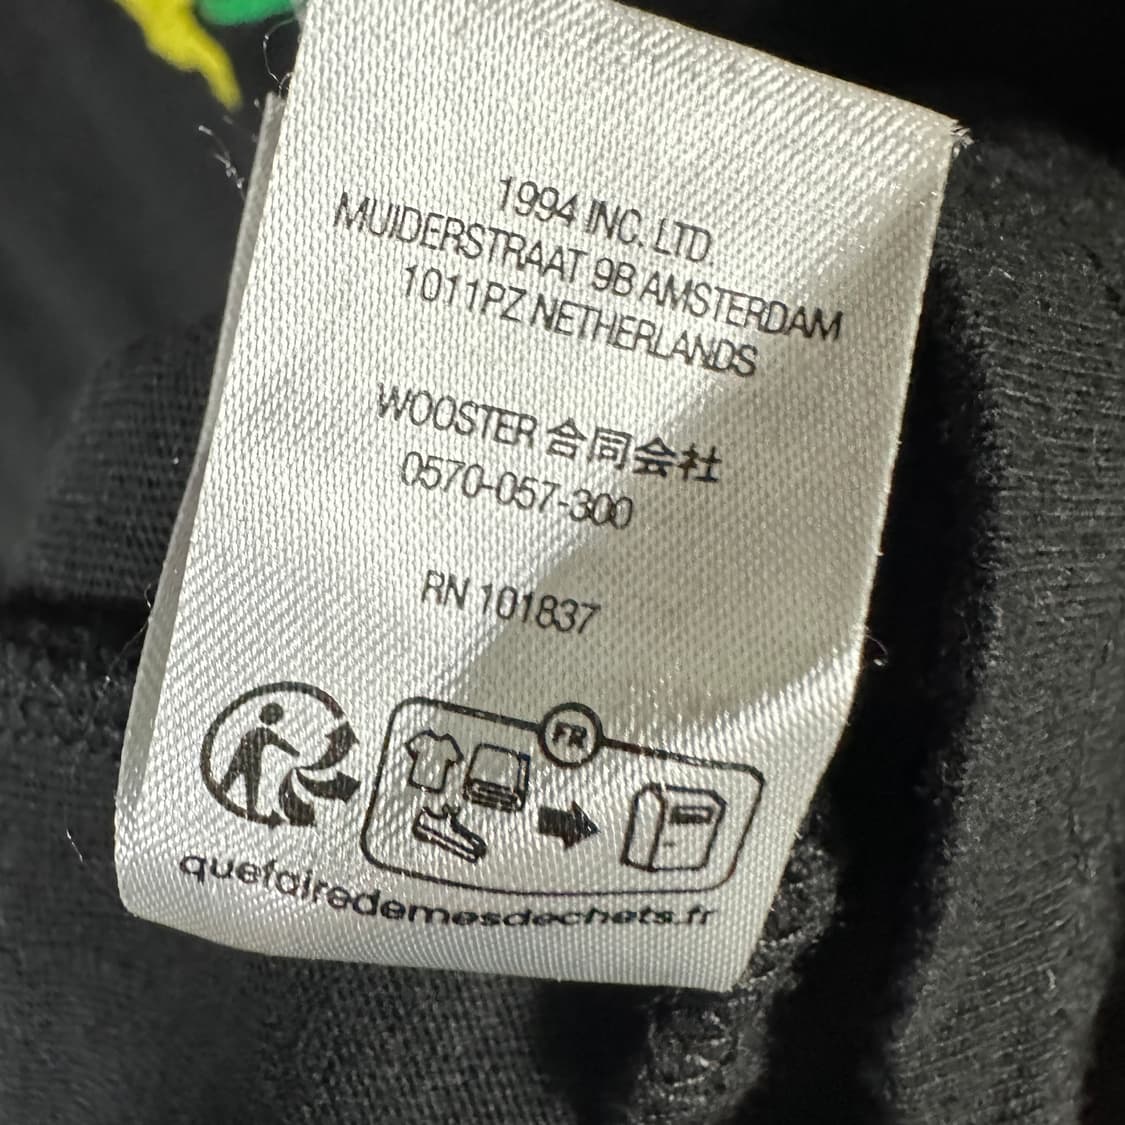 1994 INC. LTD
MUIDERSTRAAT 9B AMSTERDAM
1011PZ NETHERLANDS
WOOSTER 合同会社
0570-057-300
RN 101837
FR
quefairedemesdechets.fr